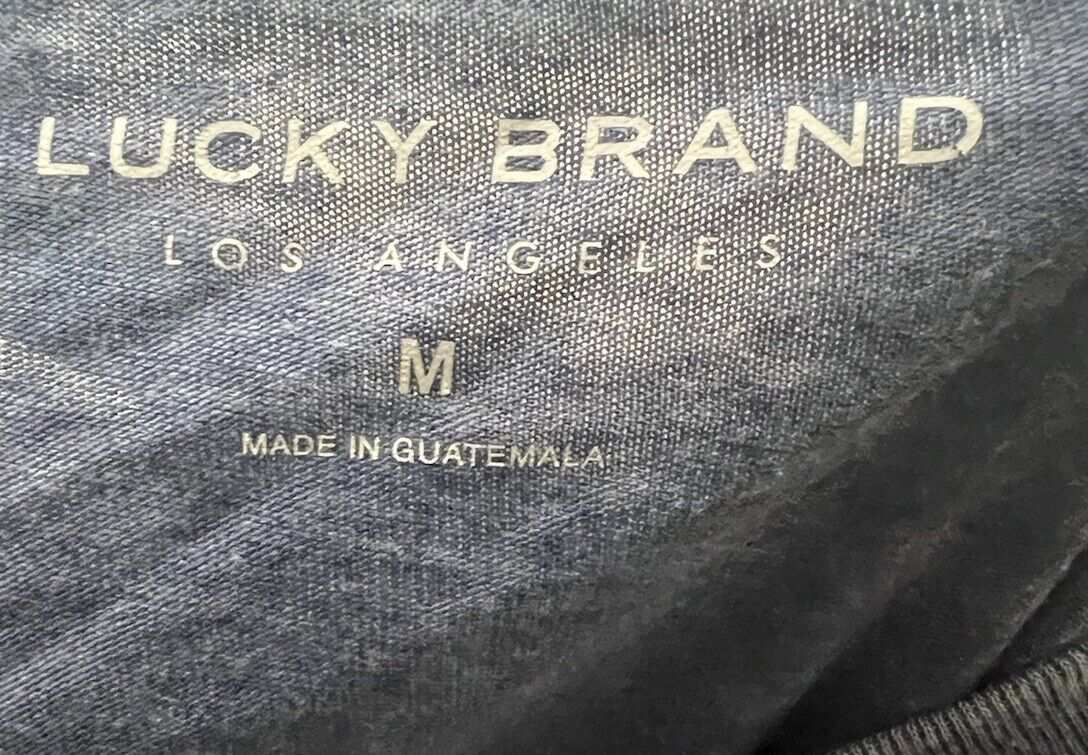 LUCKY BRAND
LOS ANGELES
M
MADE IN GUATEMALA